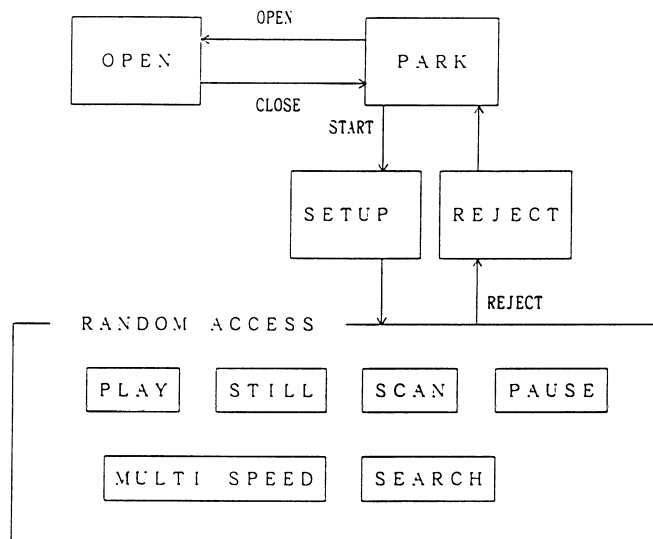 OPEN
OPEN
PARK
CLOSE
START
SETUP
REJECT
REJECT
RANDOM ACCESS
PLAY
STILL
SCAN
PAUSE
MULTI SPEED
SEARCH